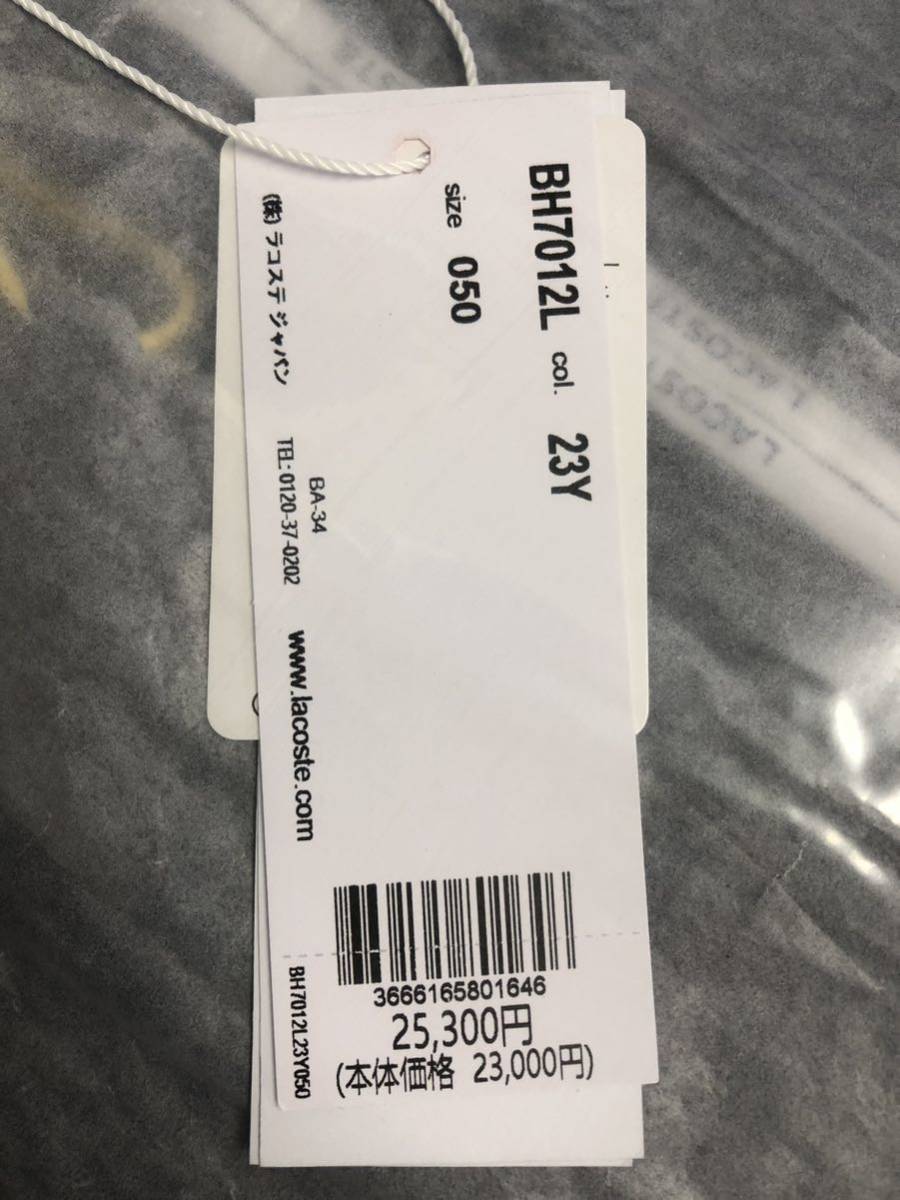 BH7012L col. 23Y
size 050
BA-34
(株) ラコステ ジャパン TEL: 0120-37-0202 www.lacoste.com
3666165801646
25,300円
(本体価格 23,000円)
BH7012L23Y050
LACOSTE